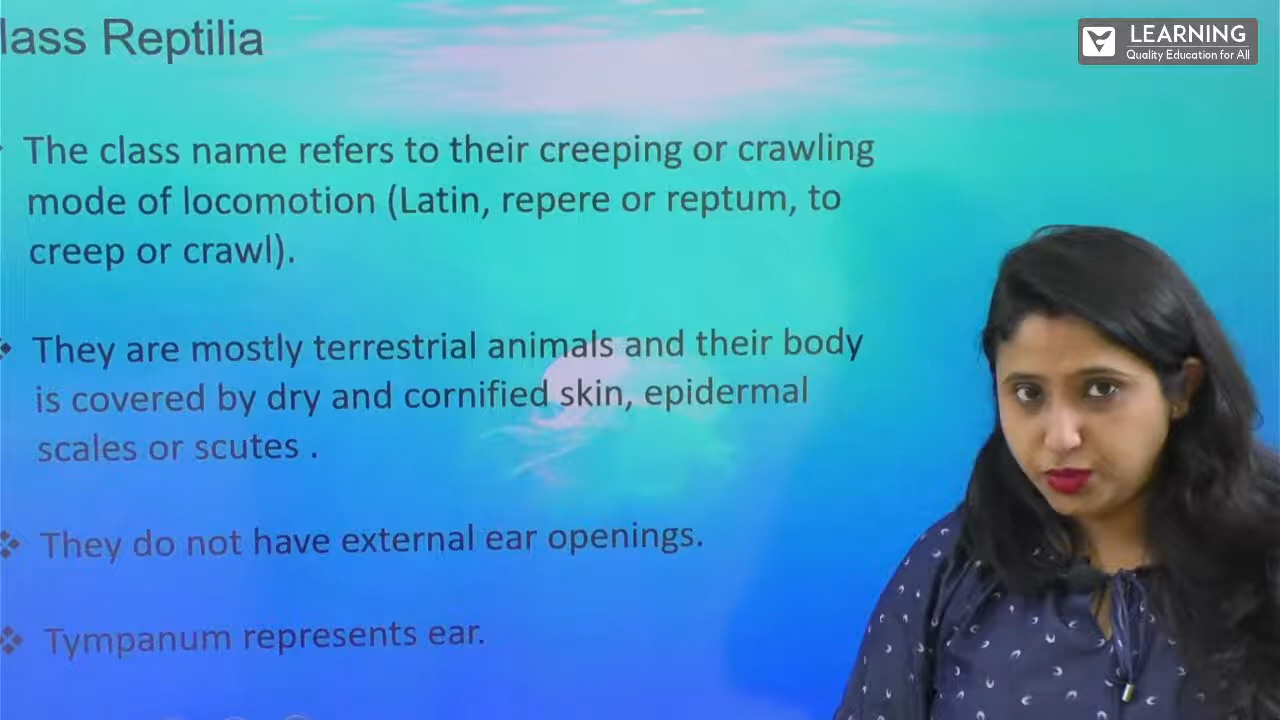 lass Reptilia
LEARNING
Quality Education for All
The class name refers to their creeping or crawling
mode of locomotion (Latin, repere or reptum, to
creep or crawl).
They are mostly terrestrial animals and their body
is covered by dry and cornified skin, epidermal
scales or scutes .
They do not have external ear openings.
Tympanum represents ear.